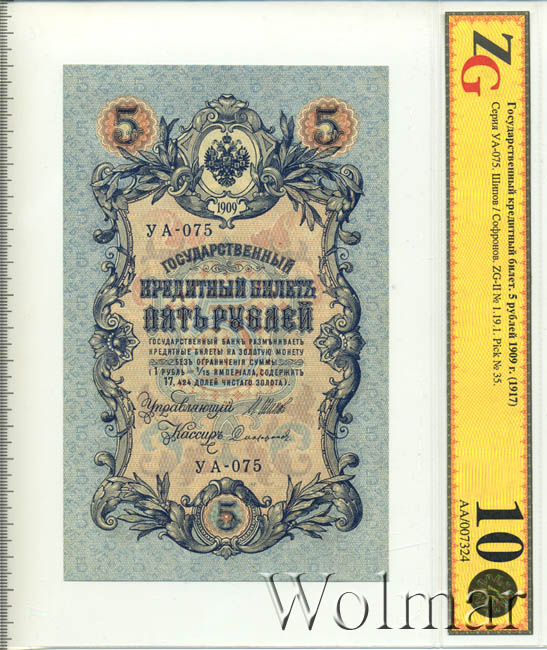 5 5
1909
УА-075
ГОСУДАРСТВЕННЫЙ
КРЕДИТНЫЙ БИЛЕТЪ
ПЯТЬ РУБЛЕЙ
ГОСУДАРСТВЕННЫЙ БАНКЪ РАЗМѢНИВАЕТЪ
КРЕДИТНЫЕ БИЛЕТЫ НА ЗОЛОТУЮ МОНЕТУ
БЕЗЪ ОГРАНИЧЕНІЯ СУММЫ
(1 РУБЛЬ = 1/15 ИМПЕРІАЛА, СОДЕРЖИТЪ
17,424 ДОЛЕЙ ЧИСТАГО ЗОЛОТА).
Управляющій
Кассиръ
УА-075
5
ZG
Государственный кредитный билет. 5 рублей 1909 г. (1917)
Серия УА-075. Шипов / Софронов. ZG-II № 1.19.1. Pick № 35.
10
АА/007324
Wolmar